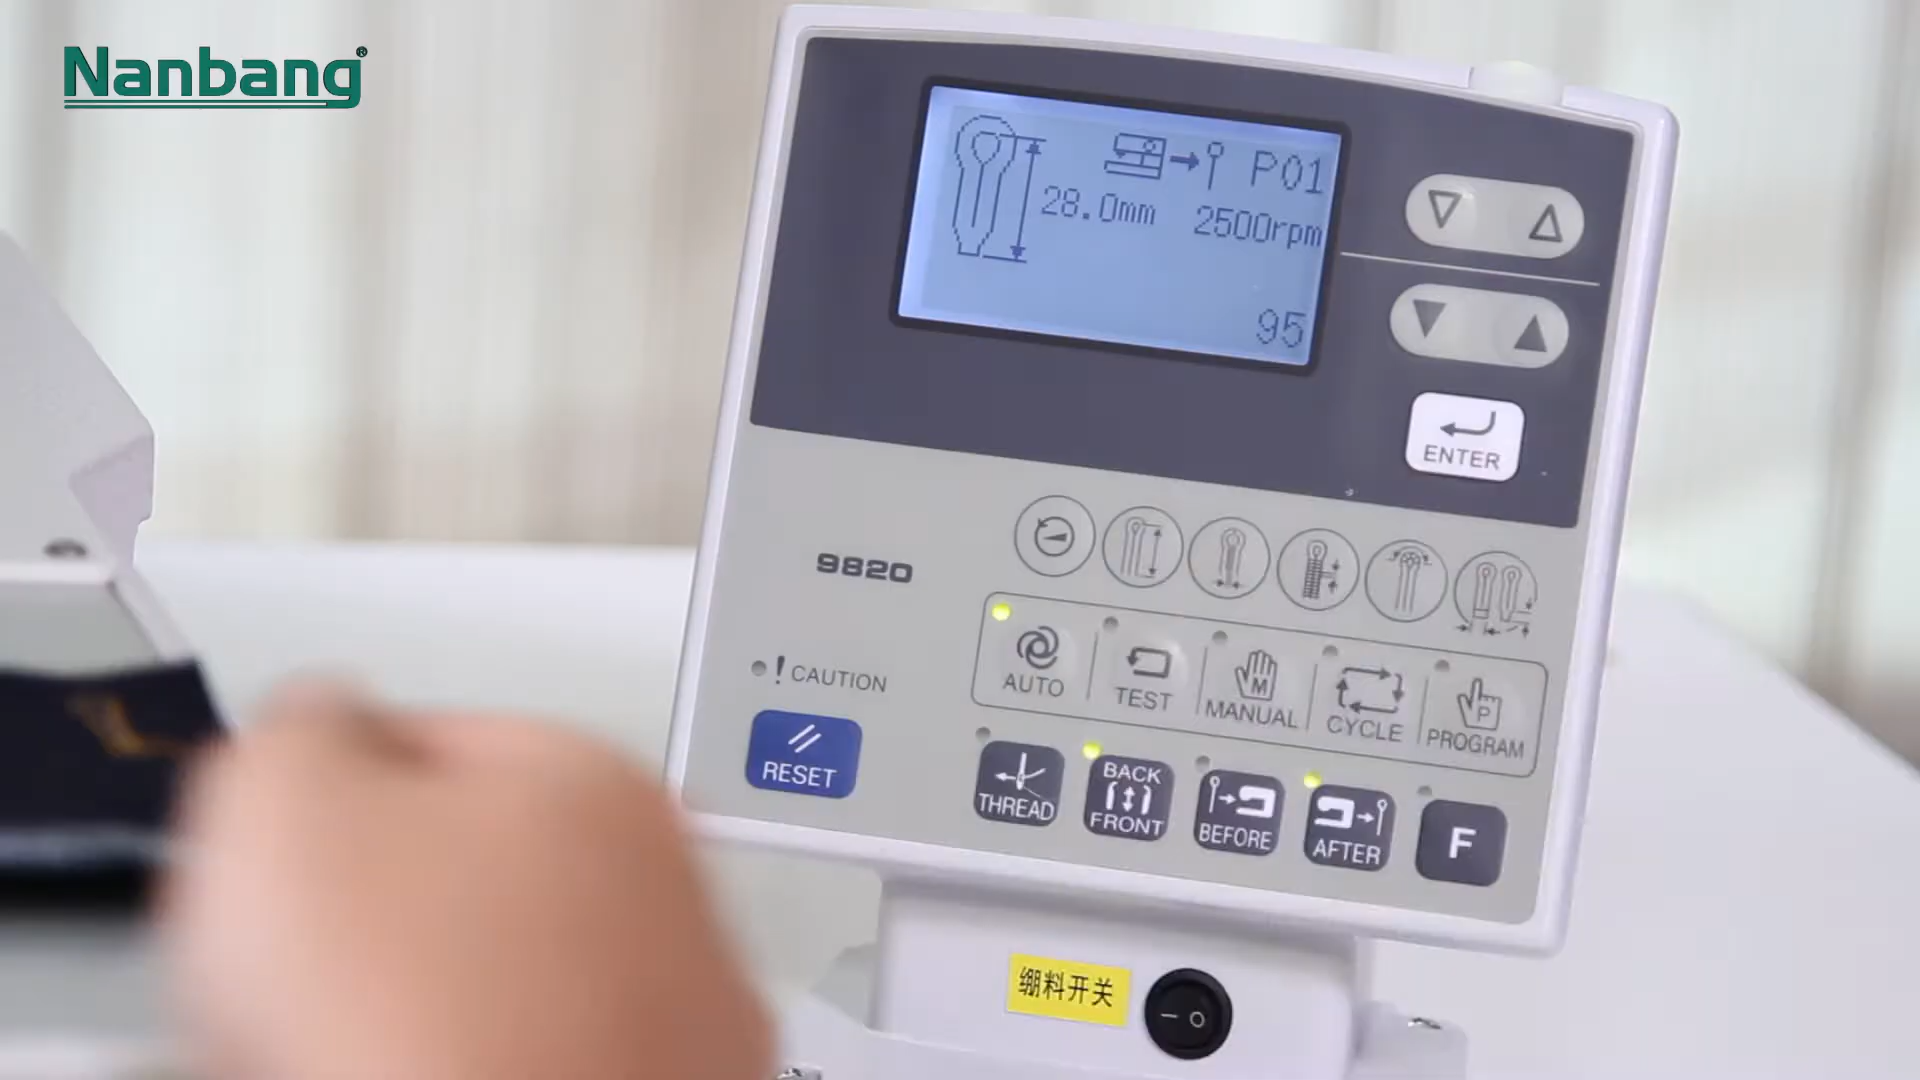 Nanbang®
P01
28.0mm 2500rpm
95
ENTER
9820
! CAUTION
AUTO
TEST
M
MANUAL
CYCLE
P
PROGRAM
RESET
THREAD
BACK
FRONT
BEFORE
AFTER
F
绷料开关